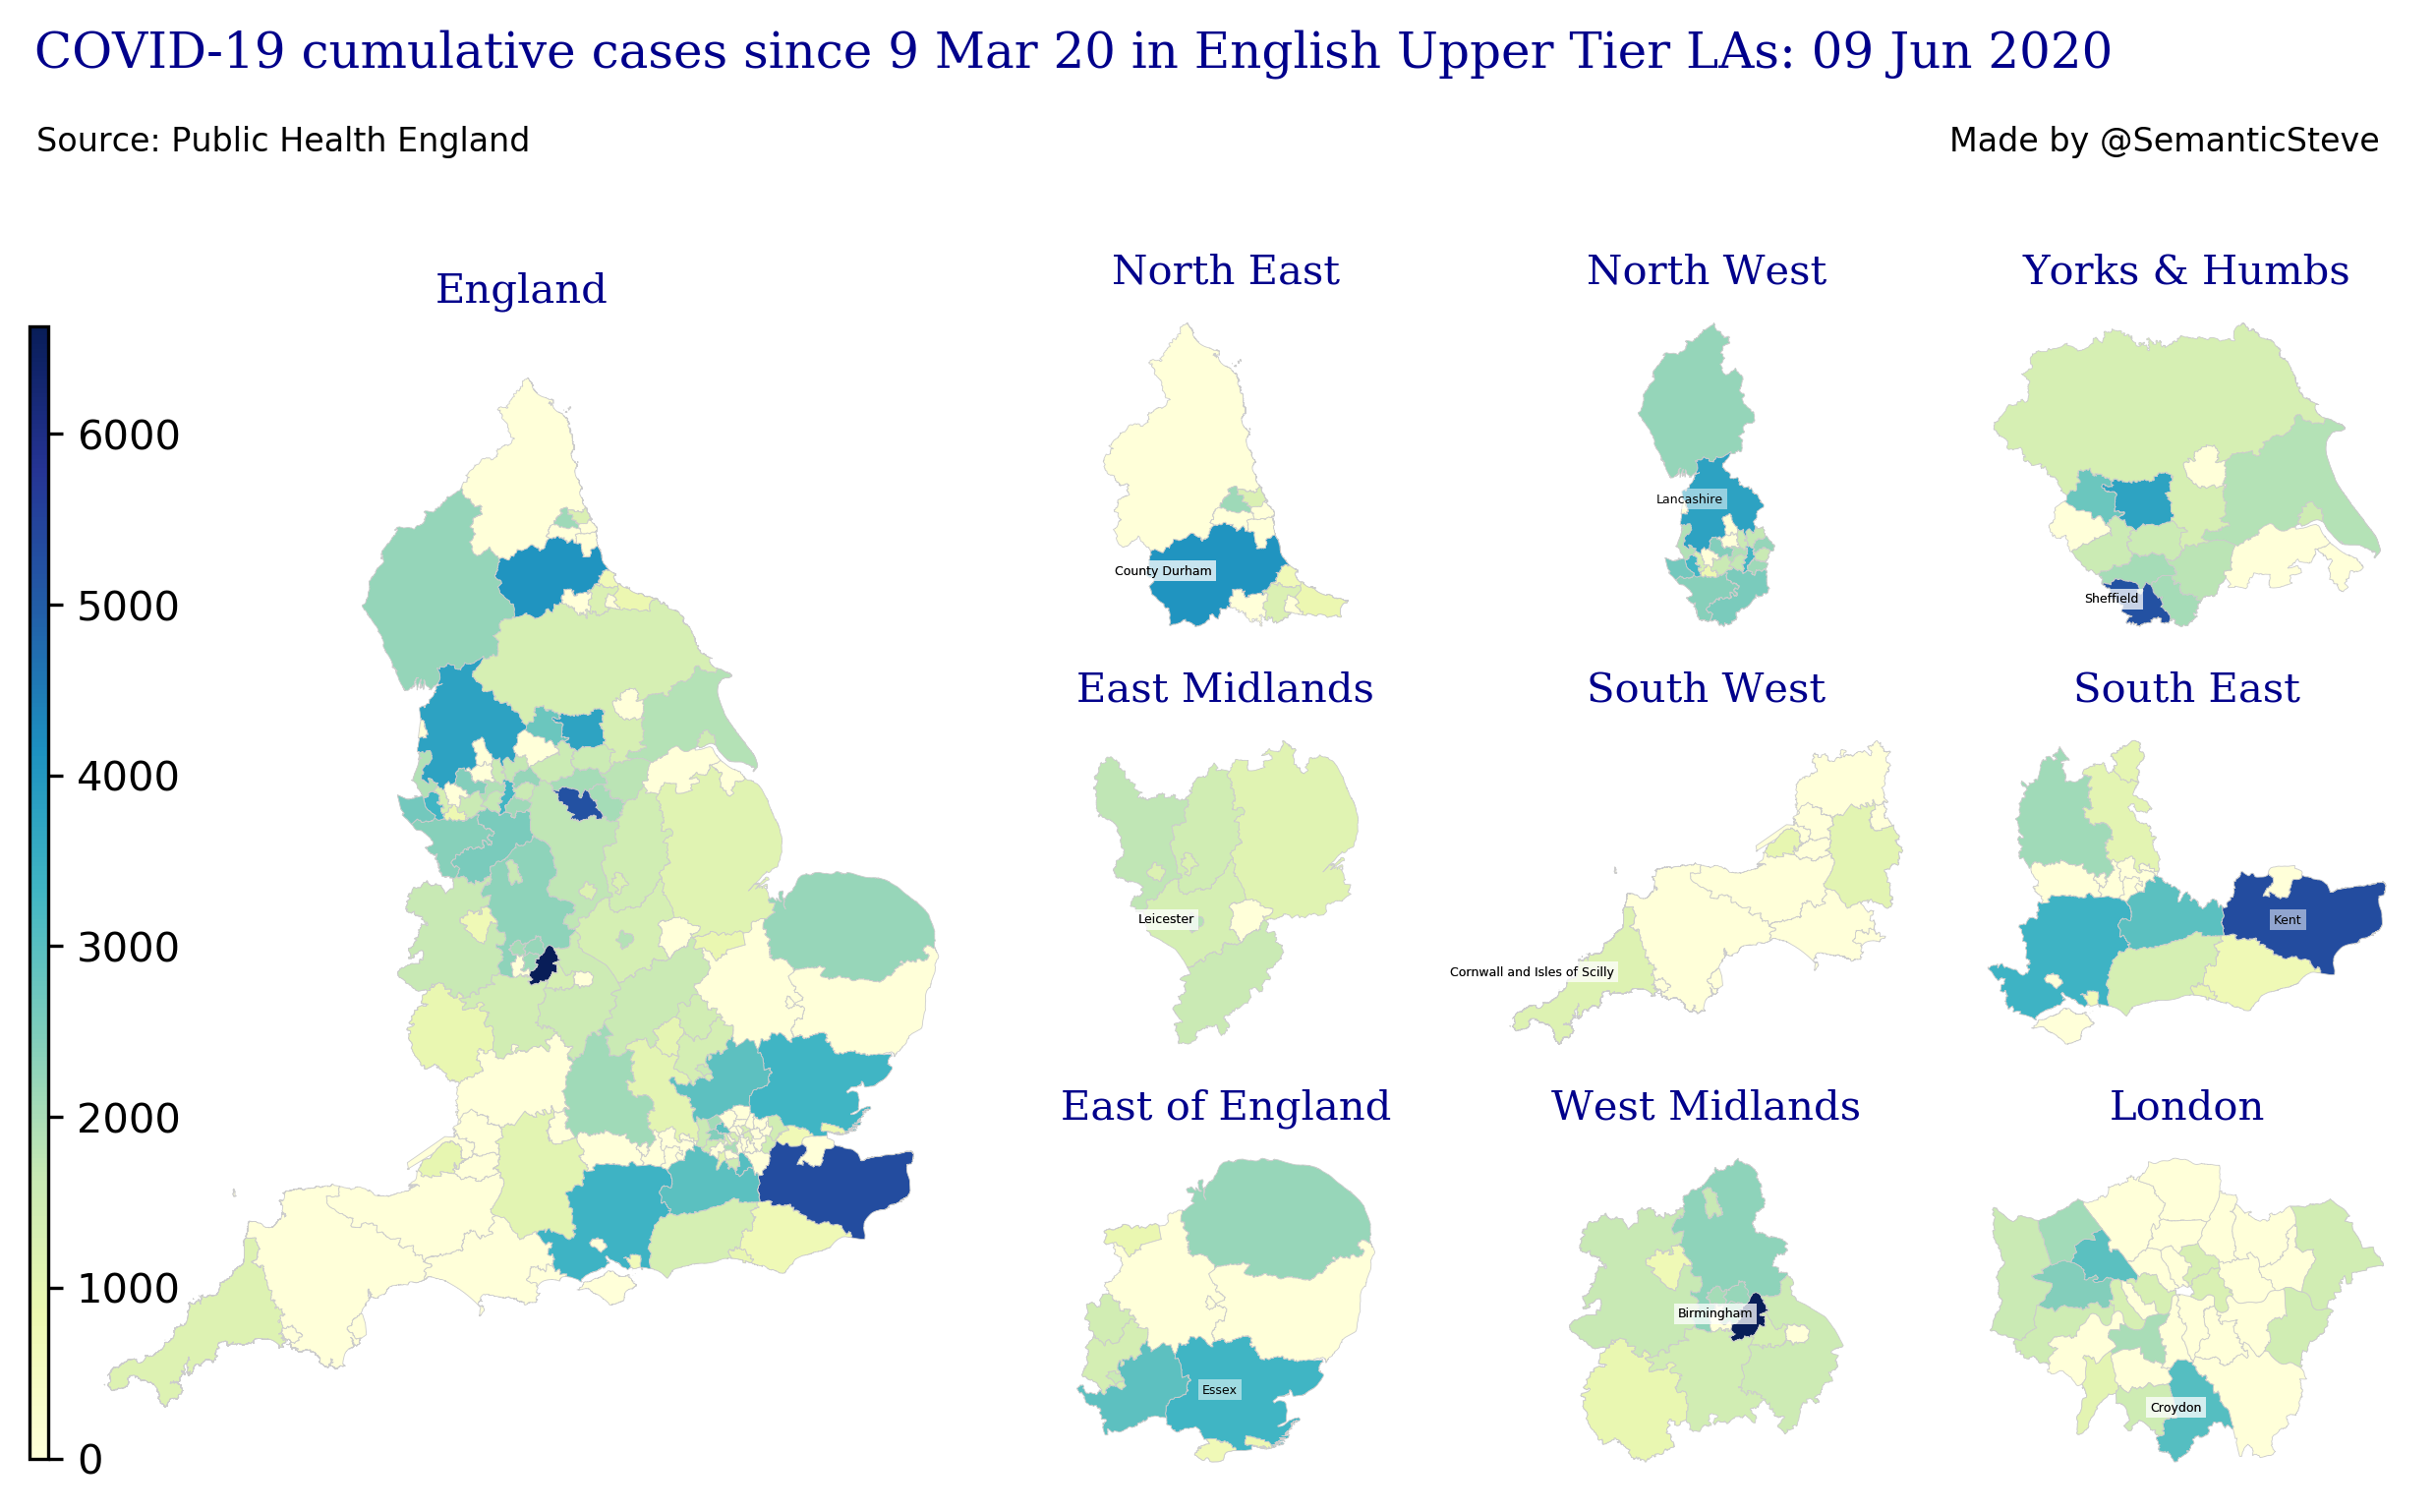 COVID-19 cumulative cases since 9 Mar 20 in English Upper Tier LAs: 09 Jun 2020
Source: Public Health England
Made by @SemanticSteve
England
6000
5000
4000
3000
2000
1000
0
North East
County Durham
North West
Lancashire
Yorks & Humbs
Sheffield
East Midlands
Leicester
South West
Cornwall and Isles of Scilly
South East
Kent
East of England
Essex
West Midlands
Birmingham
London
Croydon